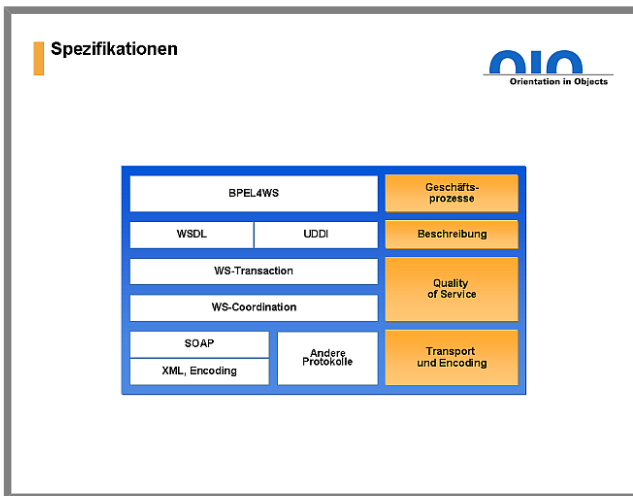 Spezifikationen
Orientation in Objects
BPEL4WS
Geschäfts-
prozesse
WSDL
UDDI
Beschreibung
WS-Transaction
Quality
of Service
WS-Coordination
SOAP
Andere
Protokolle
Transport
und Encoding
XML, Encoding